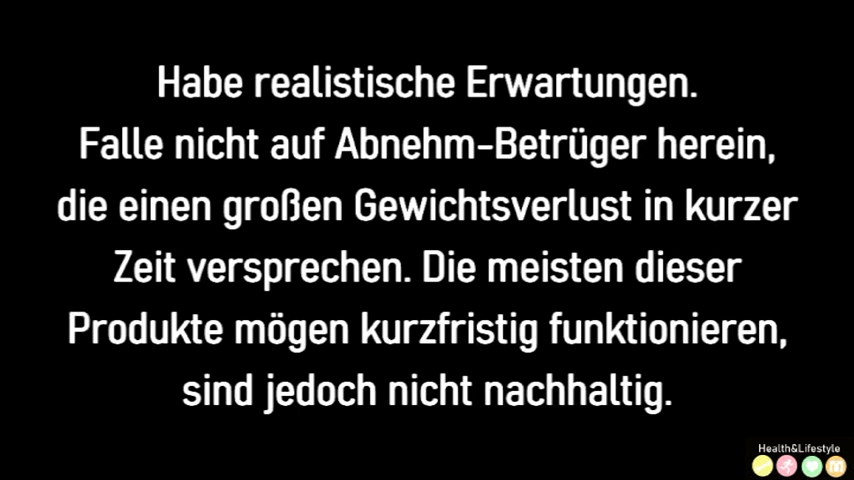 Habe realistische Erwartungen.
Falle nicht auf Abnehm-Betrüger herein,
die einen großen Gewichtsverlust in kurzer
Zeit versprechen. Die meisten dieser
Produkte mögen kurzfristig funktionieren,
sind jedoch nicht nachhaltig.
Health&Lifestyle